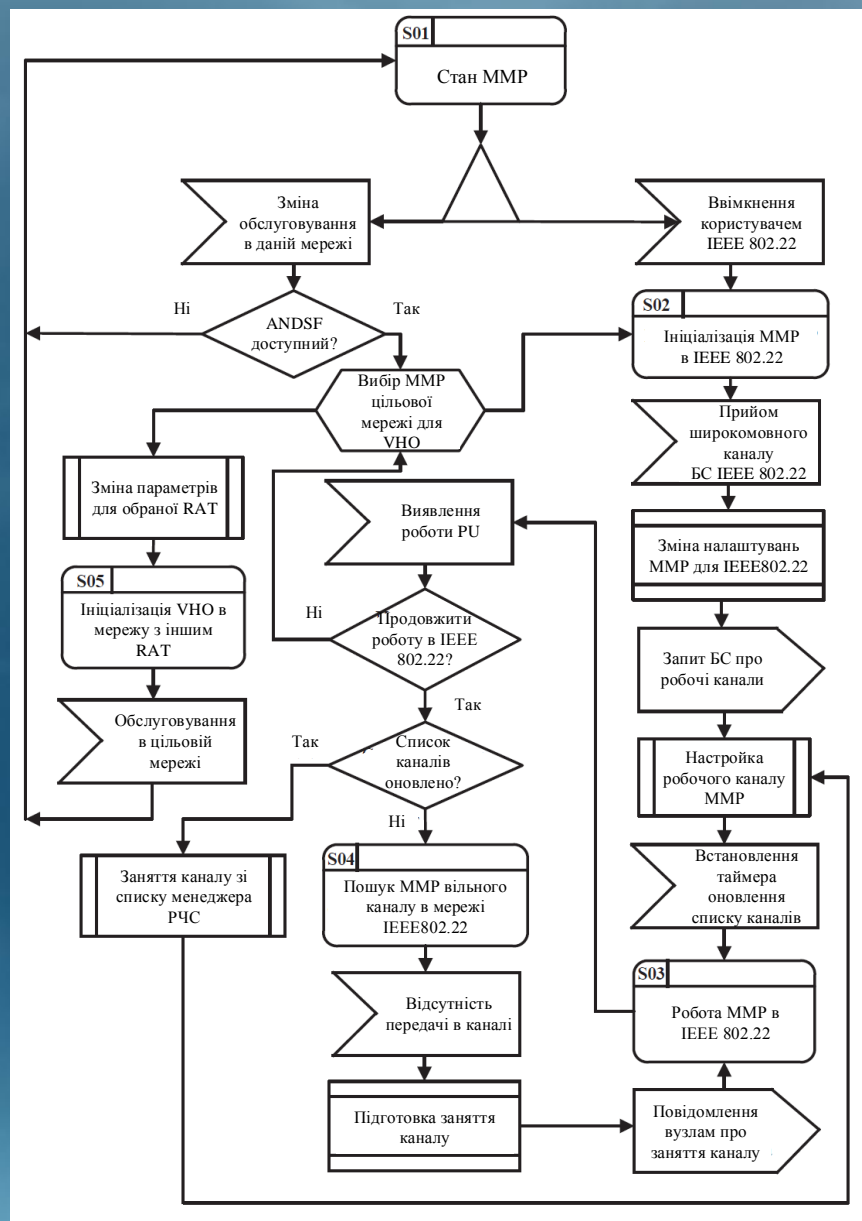 S01
Стан ММР
Зміна
обслуговування
в даній мережі
Ввімкнення
користувачем
IEEE 802.22
Ні
ANDSF
доступний?
Так
S02
Ініціалізація ММР
в IEEE 802.22
Вибір ММР
цільової
мережі для
VHO
Прийом
широкомовного
каналу
БС IEEE 802.22
Зміна параметрів
для обраної RAT
Виявлення
роботи PU
Зміна налаштувань
ММР для IEEE802.22
S05
Ініціалізація VHO в
мережу з іншим
RAT
Ні
Продовжити
роботу в IEEE
802.22?
Запит БС про
робочі канали
Так
Обслуговування
в цільовій
мережі
Так
Список
каналів
оновлено?
Настройка
робочого каналу
ММР
Ні
Заняття каналу зі
списку менеджера
РЧС
S04
Пошук ММР вільного
каналу в мережі
IEEE802.22
Встановлення
таймера
оновлення
списку каналів
Відсутність
передачі в каналі
S03
Робота ММР в
IEEE 802.22
Підготовка заняття
каналу
Повідомлення
вузлам про
заняття каналу